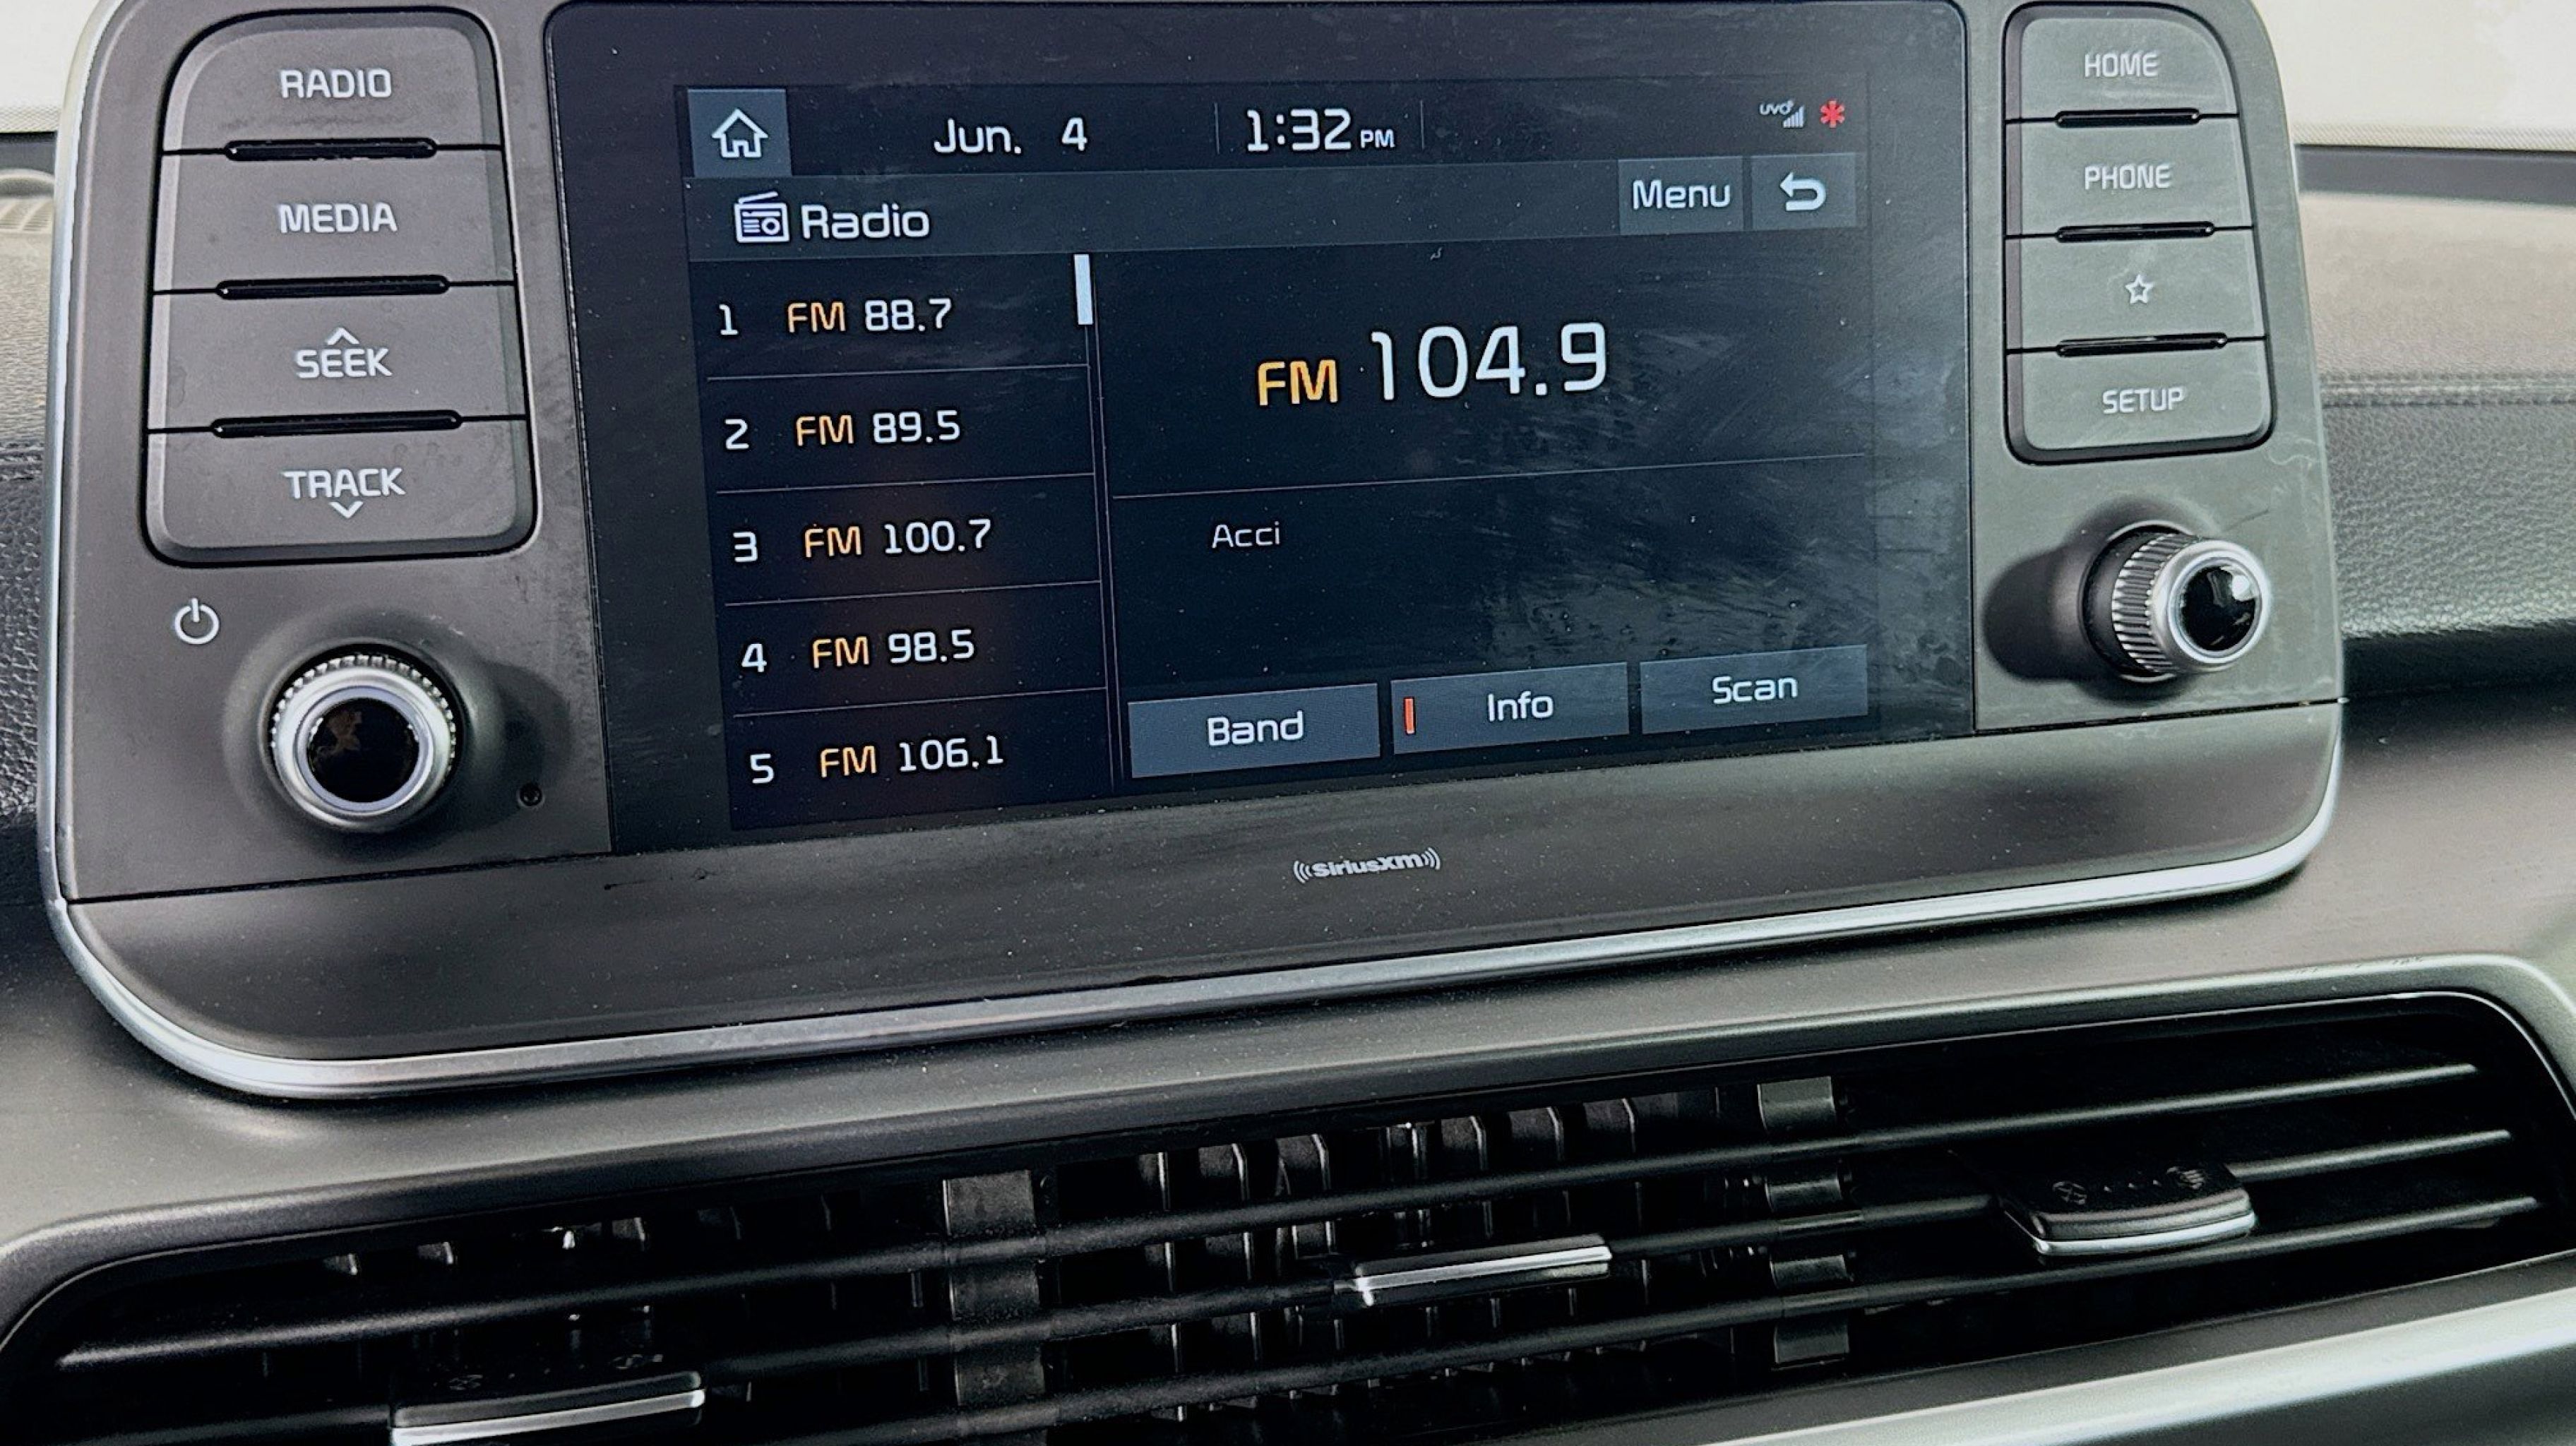 RADIO
MEDIA
SEEK
TRACK
Jun. 4 1:32 PM
UVO
Radio
Menu
1 FM 88.7
2 FM 89.5
3 FM 100.7
4 FM 98.5
5 FM 106.1
FM 104.9
Acci
Band
Info
Scan
HOME
PHONE
SETUP
((SiriusXM))